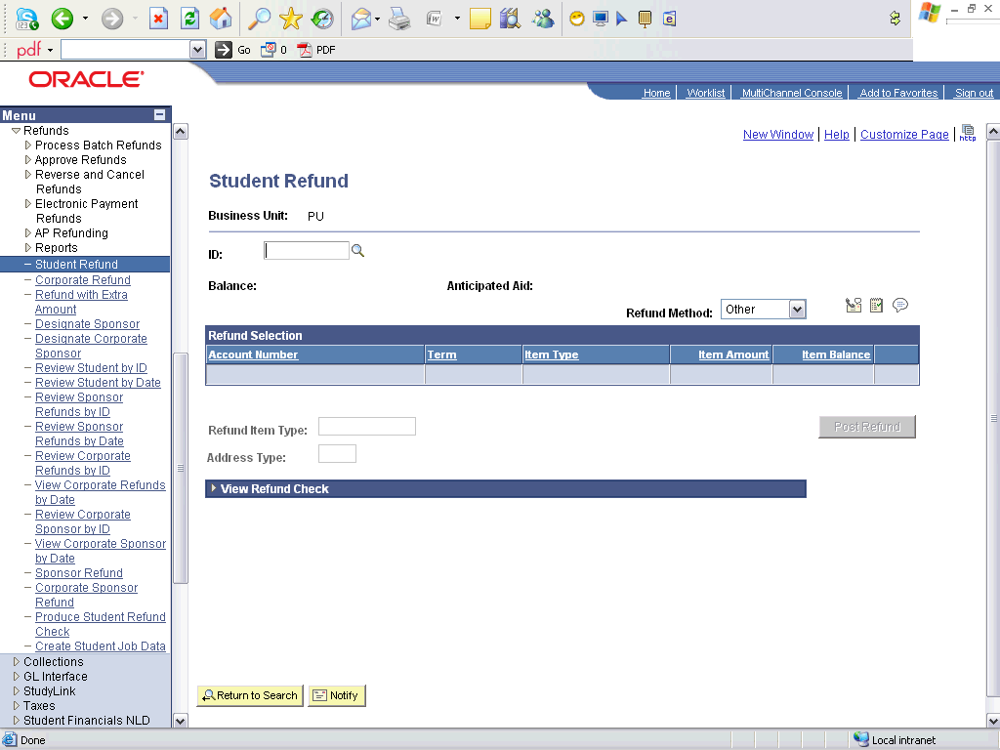 pdf
Go
0
PDF
ORACLE
Home
Worklist
MultiChannel Console
Add to Favorites
Sign out
Menu
Refunds
Process Batch Refunds
Approve Refunds
Reverse and Cancel
Refunds
Electronic Payment
Refunds
AP Refunding
Reports
Student Refund
Corporate Refund
Refund with Extra
Amount
Designate Sponsor
Designate Corporate
Sponsor
Review Student by ID
Review Student by Date
Review Sponsor
Refunds by ID
Review Sponsor
Refunds by Date
Review Corporate
Refunds by ID
View Corporate Refunds
by Date
Review Corporate
Sponsor by ID
View Corporate Sponsor
by Date
Sponsor Refund
Corporate Sponsor
Refund
Produce Student Refund
Check
Create Student Job Data
Collections
GL Interface
StudyLink
Taxes
Student Financials NLD
New Window
Help
Customize Page
http
Student Refund
Business Unit: PU
ID:
Balance: Anticipated Aid:
Refund Method: Other
Refund Selection
Account Number Term Item Type Item Amount Item Balance
Refund Item Type:
Post Refund
Address Type:
View Refund Check
Return to Search
Notify
Done
Local intranet